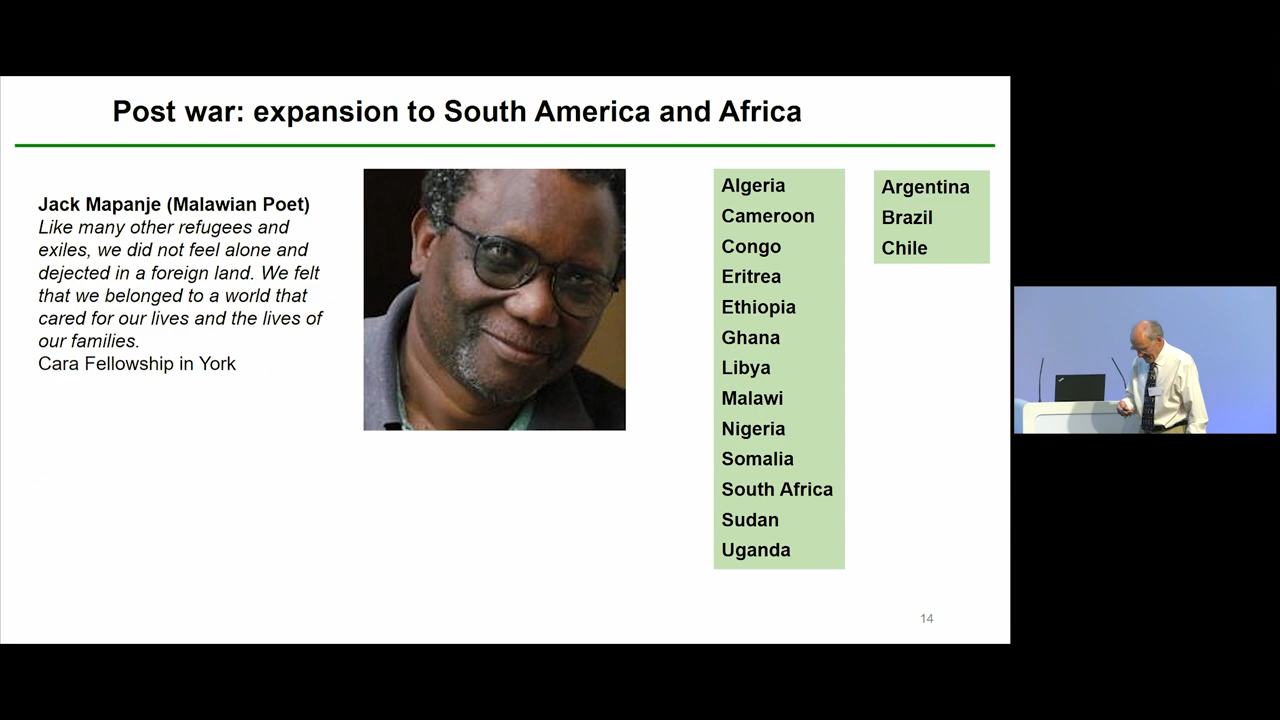 Post war: expansion to South America and Africa
Jack Mapanje (Malawian Poet)
Like many other refugees and
exiles, we did not feel alone and
dejected in a foreign land. We felt
that we belonged to a world that
cared for our lives and the lives of
our families.
Cara Fellowship in York
Algeria
Cameroon
Congo
Eritrea
Ethiopia
Ghana
Libya
Malawi
Nigeria
Somalia
South Africa
Sudan
Uganda
Argentina
Brazil
Chile
14